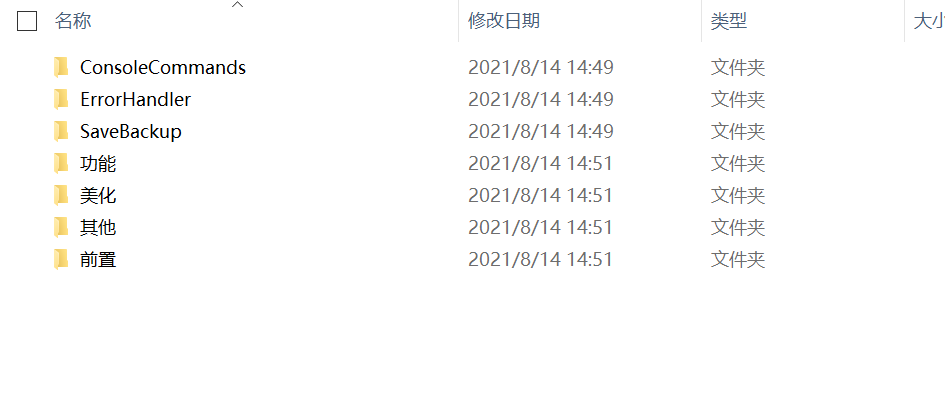 名称 修改日期 类型 大小
ConsoleCommands 2021/8/14 14:49 文件夹
ErrorHandler 2021/8/14 14:49 文件夹
SaveBackup 2021/8/14 14:49 文件夹
功能 2021/8/14 14:51 文件夹
美化 2021/8/14 14:51 文件夹
其他 2021/8/14 14:51 文件夹
前置 2021/8/14 14:51 文件夹